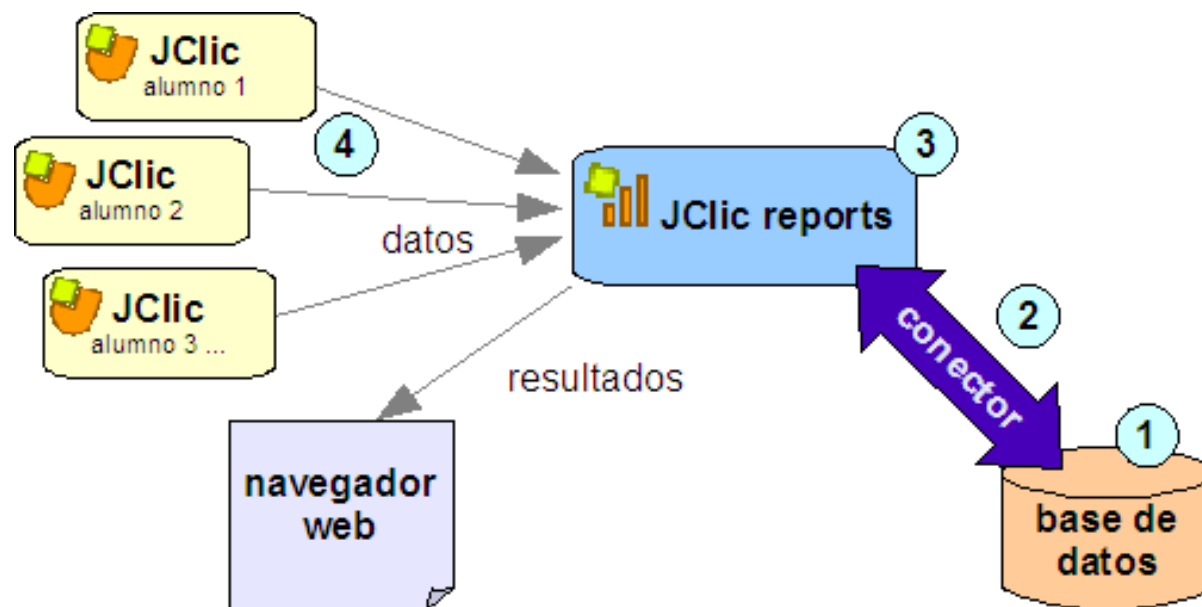 JClic
alumno 1
4
3
JClic
alumno 2
JClic reports
datos
JClic
alumno 3 ...
2
conector
resultados
1
navegador
web
base de
datos